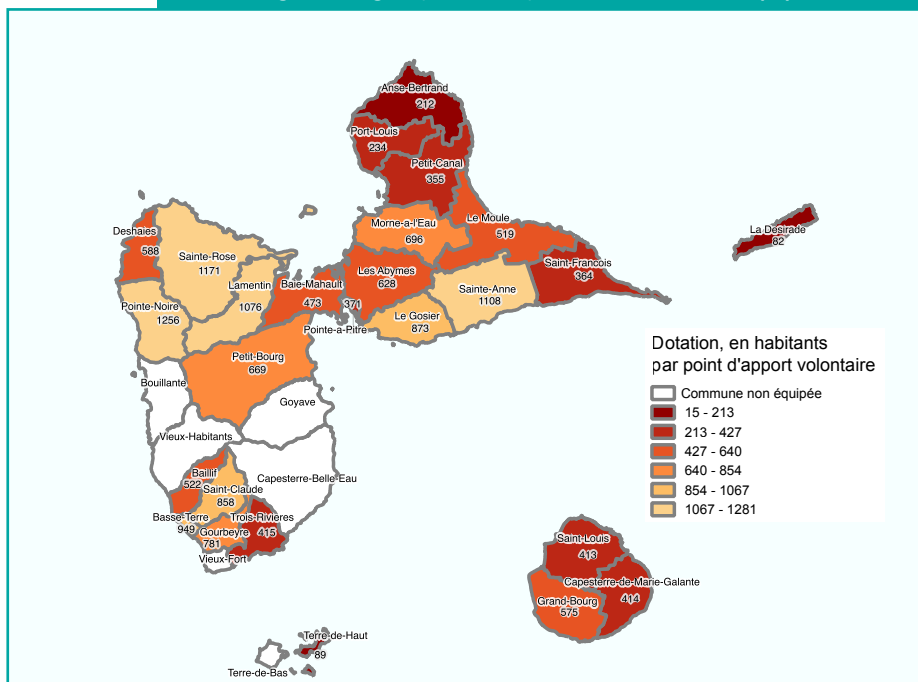 Anse-Bertrand
212
Port-Louis
234
Petit-Canal
355
Le Moule
519
Morne-a-l'Eau
696
La Désirade
82
Deshaies
588
Sainte-Rose
1171
Saint-Francois
364
Les Abymes
628
Lamentin
1076
Baie-Mahault
473
Sainte-Anne
1108
Pointe-Noire
1256
371
Pointe-a-Pitre
Le Gosier
873
Petit-Bourg
669
Bouillante
Goyave
Vieux-Habitants
Baillif
522
Capesterre-Belle-Eau
Saint-Claude
858
Basse-Terre
949
Trois-Rivières
415
Gourbeyre
781
Vieux-Fort
Dotation, en habitants
par point d'apport volontaire
Commune non équipée
15 - 213
213 - 427
427 - 640
640 - 854
854 - 1067
1067 - 1281
Saint-Louis
413
Capesterre-de-Marie-Galante
414
Grand-Bourg
575
Terre-de-Haut
89
Terre-de-Bas